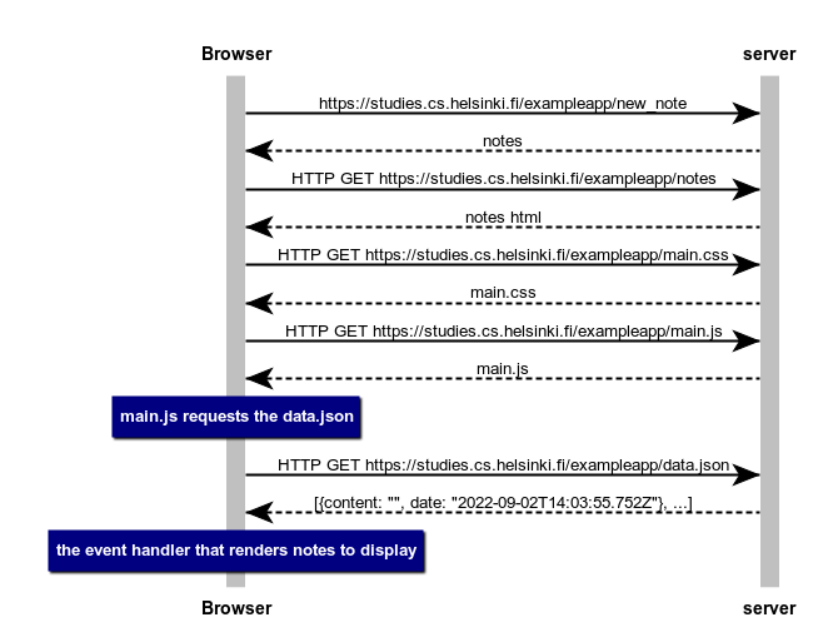 Browser server
https://studies.cs.helsinki.fi/exampleapp/new_note
notes
HTTP GET https://studies.cs.helsinki.fi/exampleapp/notes
notes html
HTTP GET https://studies.cs.helsinki.fi/exampleapp/main.css
main.css
HTTP GET https://studies.cs.helsinki.fi/exampleapp/main.js
main.js
main.js requests the data.json
HTTP GET https://studies.cs.helsinki.fi/exampleapp/data.json
[{content: "", date: "2022-09-02T14:03:55.752Z"}, ...]
the event handler that renders notes to display
Browser server